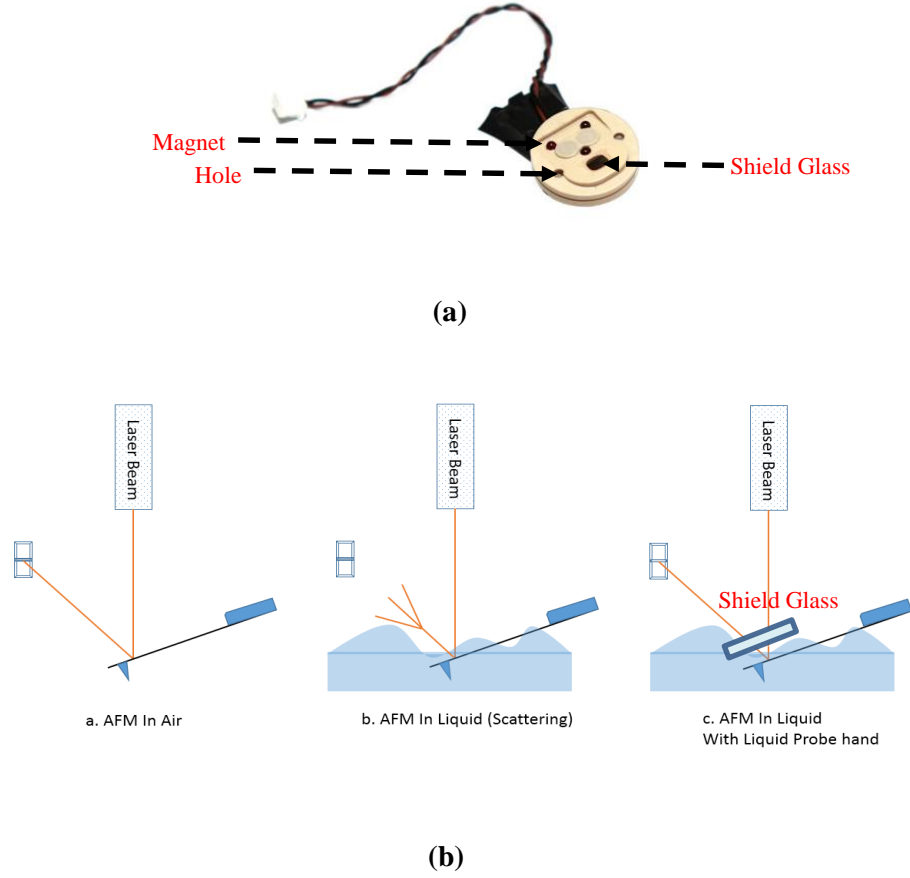 Magnet
Hole
Shield Glass
(a)
Laser Beam
Laser Beam
Laser Beam
Shield Glass
a. AFM In Air
b. AFM In Liquid (Scattering)
c. AFM In Liquid
With Liquid Probe hand
(b)